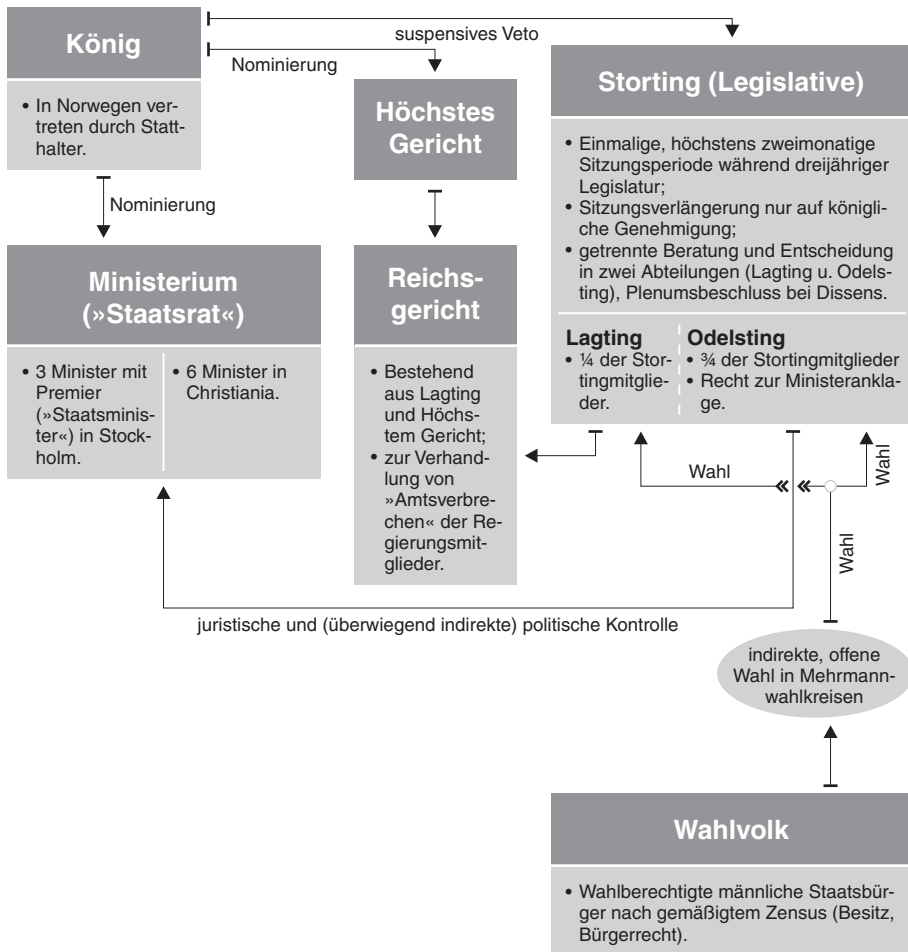 König
• In Norwegen ver-
treten durch Statt-
halter.
suspensives Veto
Nominierung
Nominierung
Höchstes
Gericht
Storting (Legislative)
• Einmalige, höchstens zweimonatige
Sitzungsperiode während dreijähriger
Legislatur;
• Sitzungsverlängerung nur auf königli-
che Genehmigung;
• getrennte Beratung und Entscheidung
in zwei Abteilungen (Lagting u. Odels-
ting), Plenumsbeschluss bei Dissens.
Lagting
• ¼ der Stor-
tingmitglie-
der.
Odelsting
• ¾ der Stortingmitglieder
• Recht zur Ministerankla-
ge.
Ministerium
(»Staatsrat«)
• 3 Minister mit
Premier
(»Staatsminis-
ter«) in Stock-
holm.
• 6 Minister in
Christiania.
Reichs-
gericht
• Bestehend
aus Lagting
und Höchs-
tem Gericht;
• zur Verhand-
lung von
»Amtsverbre-
chen« der Re-
gierungsmit-
glieder.
Wahl
Wahl
Wahl
juristische und (überwiegend indirekte) politische Kontrolle
indirekte, offene
Wahl in Mehrmann-
wahlkreisen
Wahlvolk
• Wahlberechtigte männliche Staatsbür-
ger nach gemäßigtem Zensus (Besitz,
Bürgerrecht).